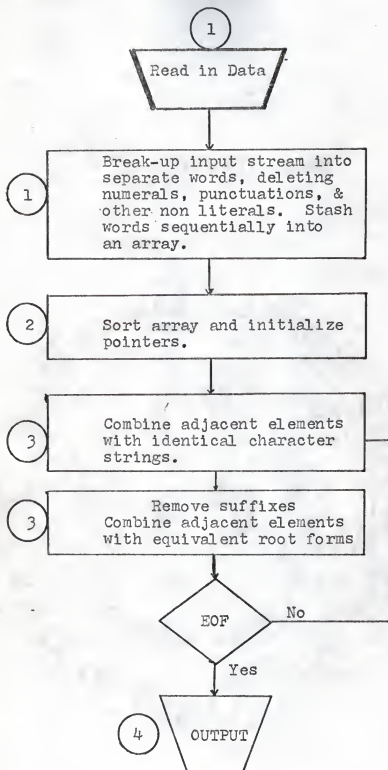 1
Read in Data
1
Break-up input stream into
separate words, deleting
numerals, punctuations, &
other non literals. Stash
words sequentially into
an array.
2
Sort array and initialize
pointers.
3
Combine adjacent elements
with identical character
strings.
3
Remove suffixes
Combine adjacent elements
with equivalent root forms
EOF
No
Yes
4
OUTPUT